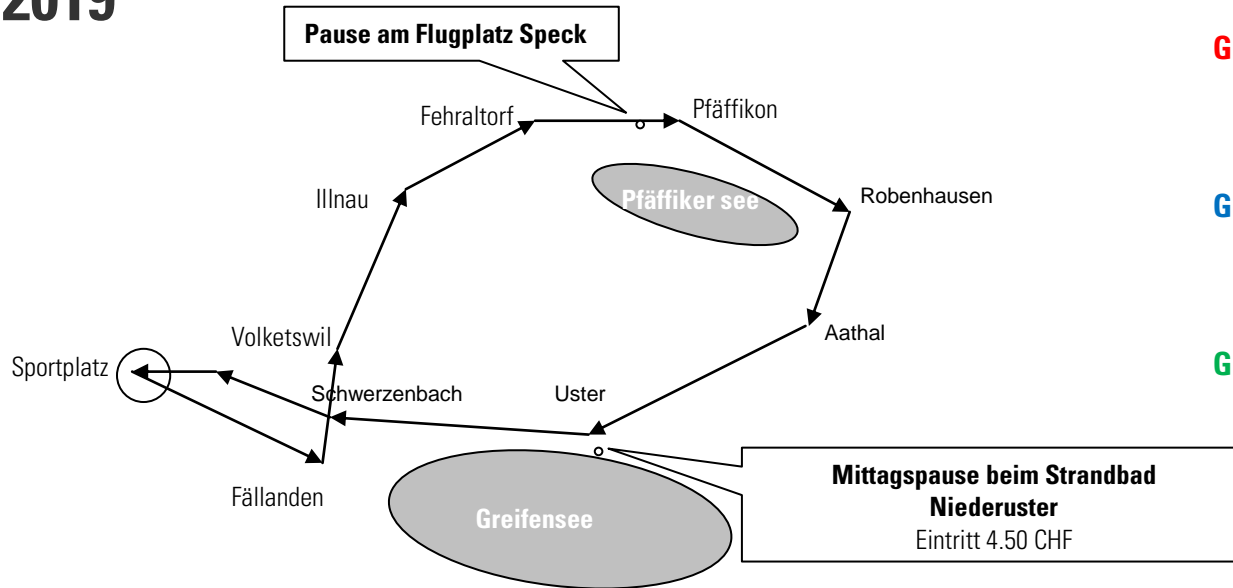 2019
Pause am Flugplatz Speck
G
Fehraltorf
Pfäffikon
Illnau
Pfäffiker see
Robenhausen
G
Volketswil
Aathal
Sportplatz
G
Schwerzenbach
Uster
Fällanden
Greifensee
Mittagspause beim Strandbad
Niederuster
Eintritt 4.50 CHF